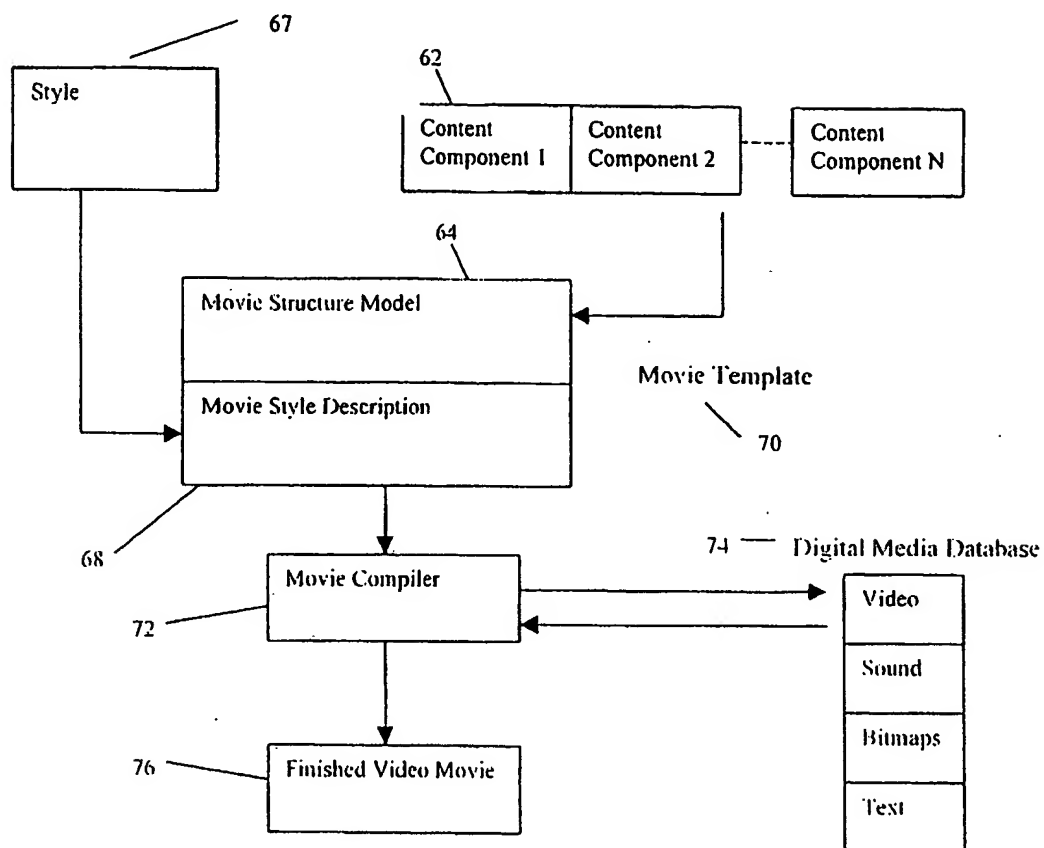 67
Style
62
Content
Component 1
Content
Component 2
Content
Component N
64
Movie Structure Model
Movie Template
Movie Style Description
70
68
74
Digital Media Database
Movie Compiler
Video
72
Sound
Bitmaps
76
Finished Video Movie
Text